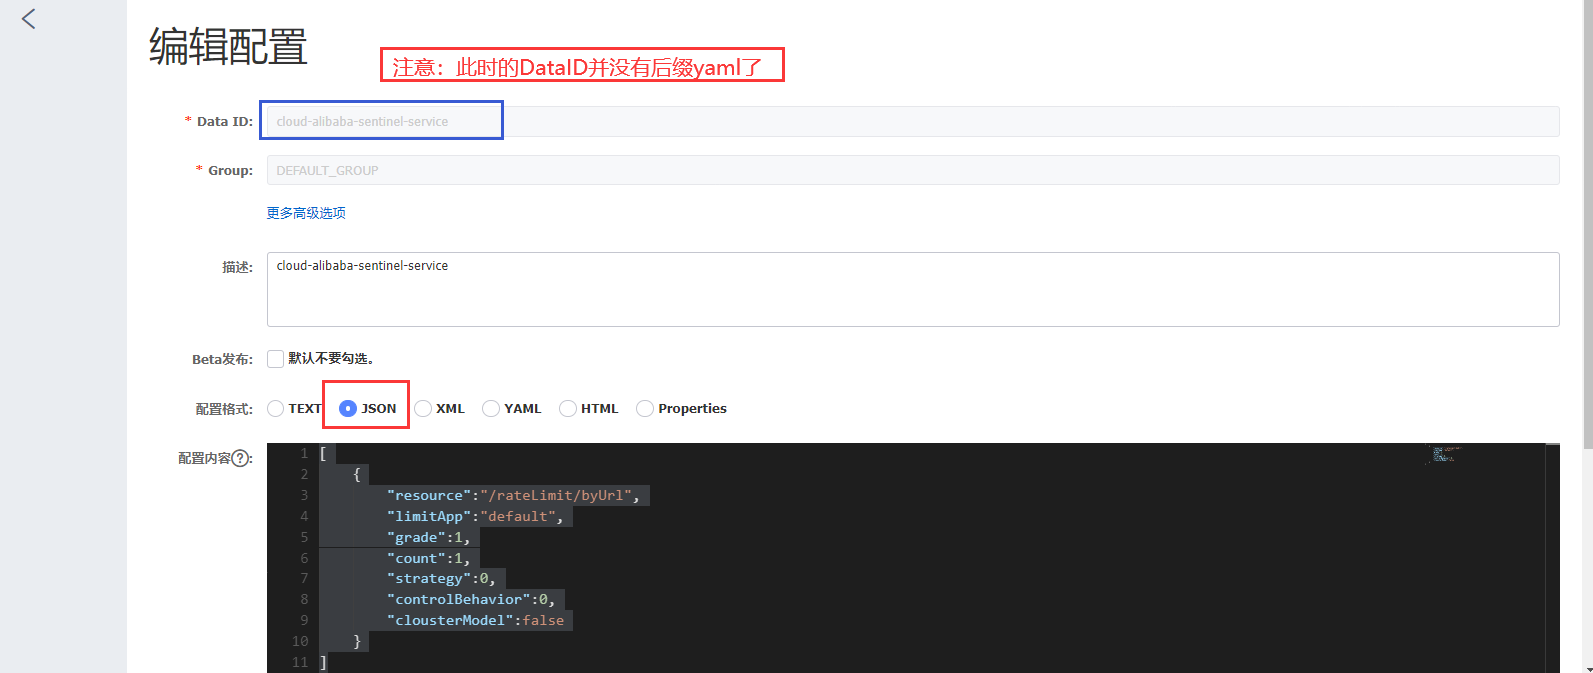 编辑配置
注意：此时的DataID并没有后缀yaml了
* Data ID: cloud-alibaba-sentinel-service
* Group: DEFAULT_GROUP
更多高级选项
描述: cloud-alibaba-sentinel-service
Beta发布: 默认不要勾选。
配置格式: TEXT JSON XML YAML HTML Properties
配置内容?:
1 [
2 {
3 "resource":"/rateLimit/byUrl",
4 "limitApp":"default",
5 "grade":1,
6 "count":1,
7 "strategy":0,
8 "controlBehavior":0,
9 "clousterModel":false
10 }
11 ]